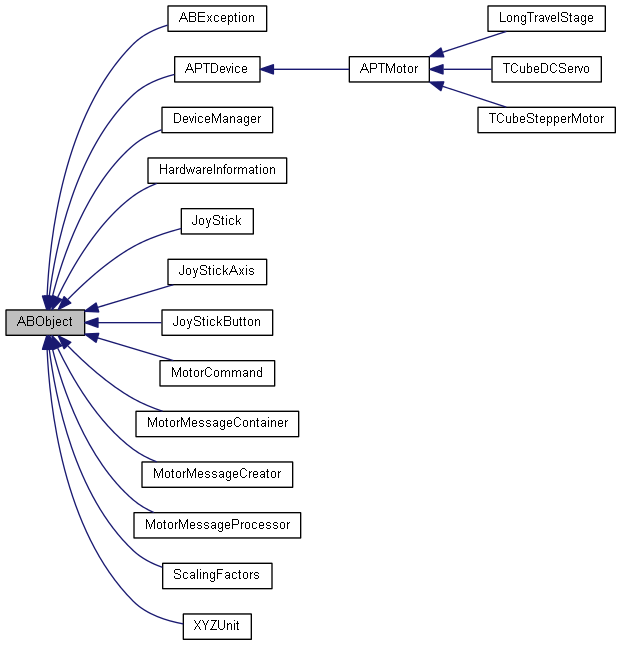 ABException
LongTravelStage
APTDevice
APTMotor
TCubeDCServo
DeviceManager
TCubeStepperMotor
HardwareInformation
JoyStick
JoyStickAxis
ABObject
JoyStickButton
MotorCommand
MotorMessageContainer
MotorMessageCreator
MotorMessageProcessor
ScalingFactors
XYZUnit